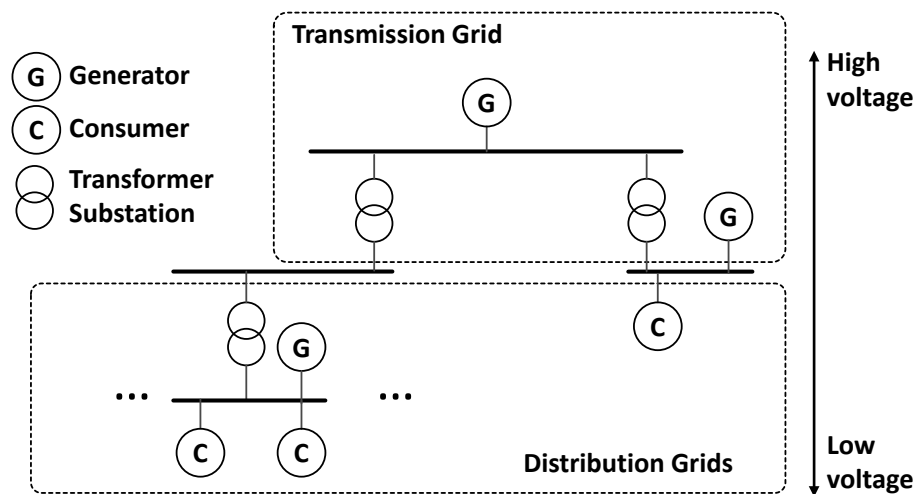 Transmission Grid
G Generator
C Consumer
Transformer
Substation
High
voltage
G
G
C
G
... ...
C C
Distribution Grids
Low
voltage